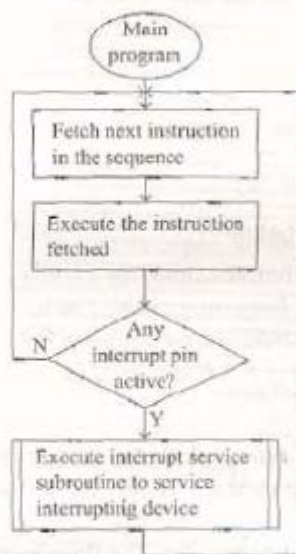 Main
program
Fetch next instruction
in the sequence
Execute the instruction
fetched
Any
interrupt pin
active?
N
Y
Execute interrupt service
subroutine to service
interrupting device